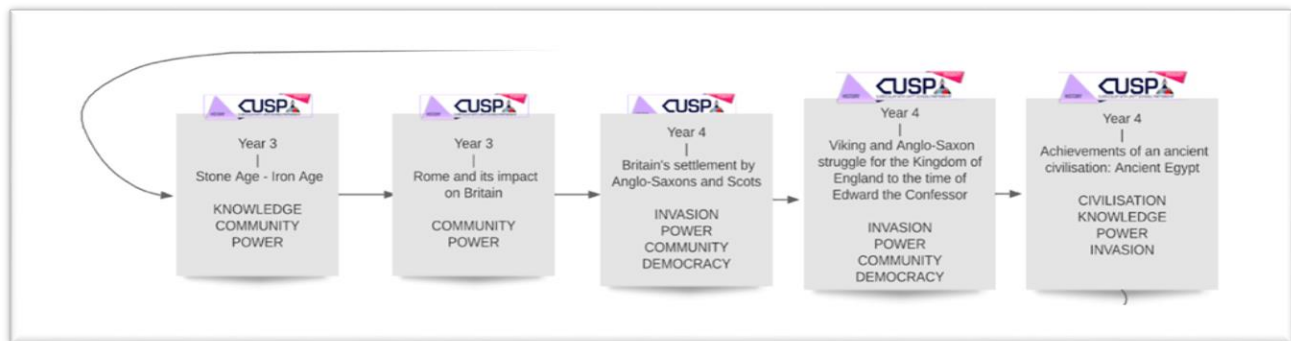 CUSP
Year 3
|
Stone Age - Iron Age
KNOWLEDGE
COMMUNITY
POWER
CUSP
Year 3
|
Rome and its impact
on Britain
COMMUNITY
POWER
CUSP
Year 4
|
Britain's settlement by
Anglo-Saxons and Scots
INVASION
POWER
COMMUNITY
DEMOCRACY
HISTORY
CUSP
Year 4
|
Viking and Anglo-Saxon
struggle for the Kingdom of
England to the time of
Edward the Confessor
INVASION
POWER
COMMUNITY
DEMOCRACY
HISTORY
CUSP
Year 4
|
Achievements of an ancient
civilisation: Ancient Egypt
CIVILISATION
KNOWLEDGE
POWER
INVASION